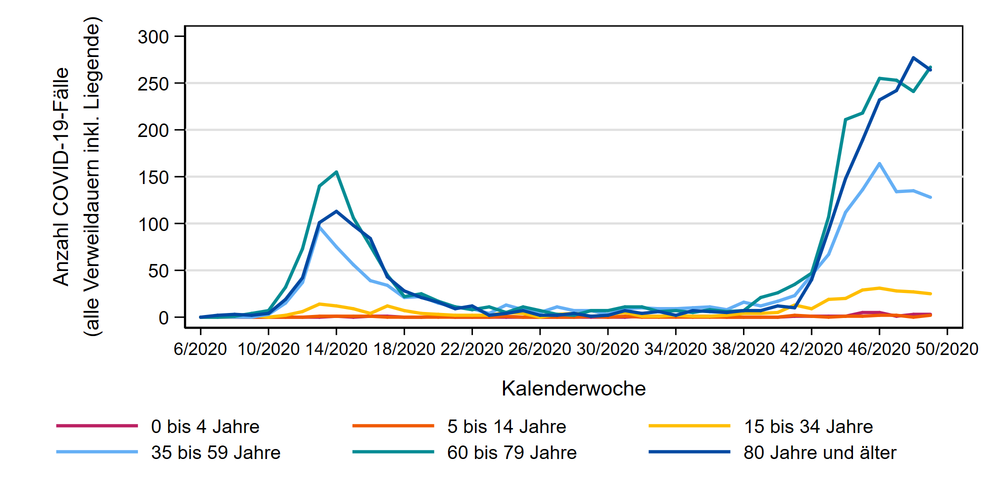 Anzahl COVID-19-Fälle
(alle Verweildauern inkl. Liegende)
300
250
200
150
100
50
0
6/2020 10/2020 14/2020 18/2020 22/2020 26/2020 30/2020 34/2020 38/2020 42/2020 46/2020 50/2020
Kalenderwoche
0 bis 4 Jahre 5 bis 14 Jahre 15 bis 34 Jahre
35 bis 59 Jahre 60 bis 79 Jahre 80 Jahre und älter